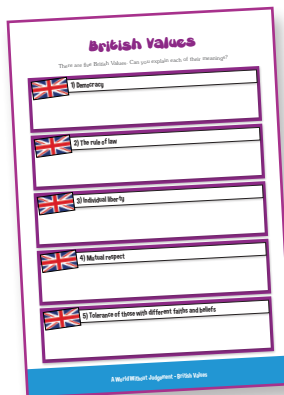 British Values
These are the British Values. Can you explain each of their meanings?
1) Democracy
2) The rule of law
3) Individual liberty
4) Mutual respect
5) Tolerance of those with different faiths and beliefs
A World Without Judgement - British Values